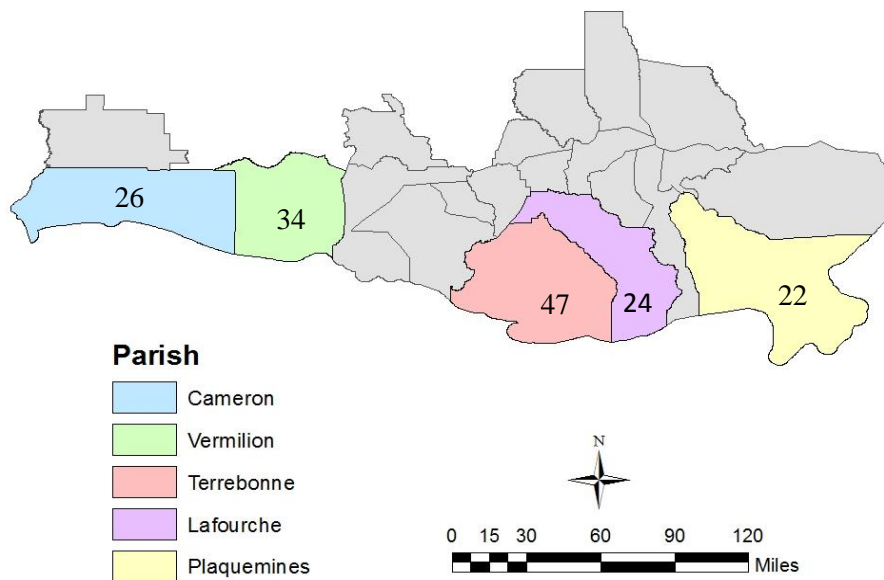 26
34
47
24
22
Parish
Cameron
Vermilion
Terrebonne
Lafourche
Plaquemines
N
0 15 30 60 90 120
Miles